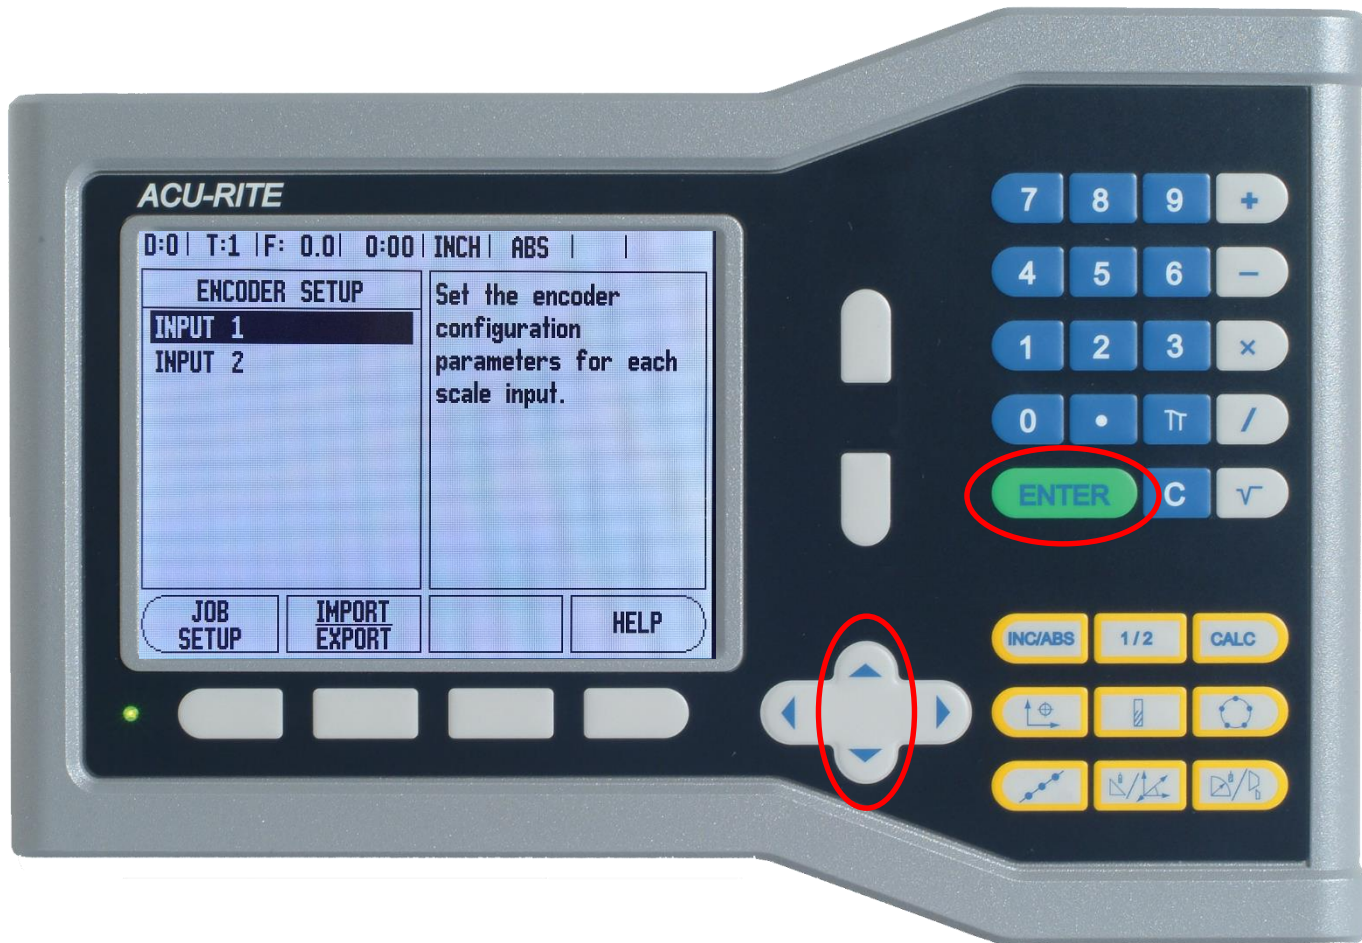 ACU-RITE
D:0 | T:1 | F: 0.0 | 0:00 | INCH | ABS | |
ENCODER SETUP
INPUT 1
INPUT 2
Set the encoder
configuration
parameters for each
scale input.
JOB
SETUP
IMPORT
EXPORT
HELP
7 8 9 +
4 5 6 −
1 2 3 ×
0 • π /
ENTER C √
INC/ABS 1/2 CALC